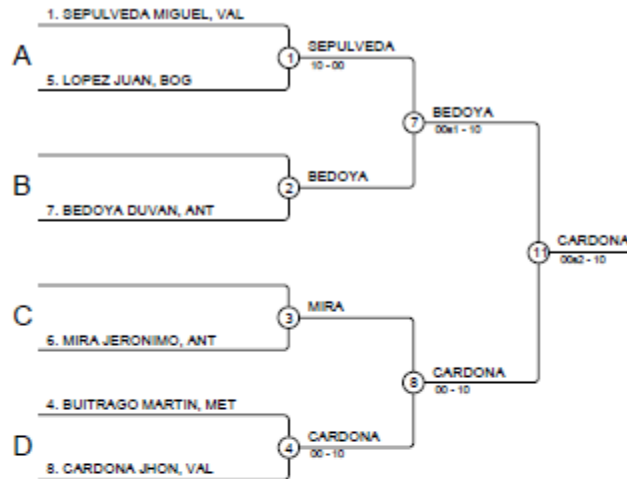 1. SEPULVEDA MIGUEL, VAL
A
1
SEPULVEDA
10 - 00
5. LOPEZ JUAN, BOG
7
BEDOYA
00s1 - 10
B
2
BEDOYA
7. BEDOYA DUVAN, ANT
11
CARDONA
00s2 - 10
C
3
MIRA
6. MIRA JERONIMO, ANT
8
CARDONA
00 - 10
4. BUITRAGO MARTIN, MET
D
4
CARDONA
00 - 10
8. CARDONA JHON, VAL